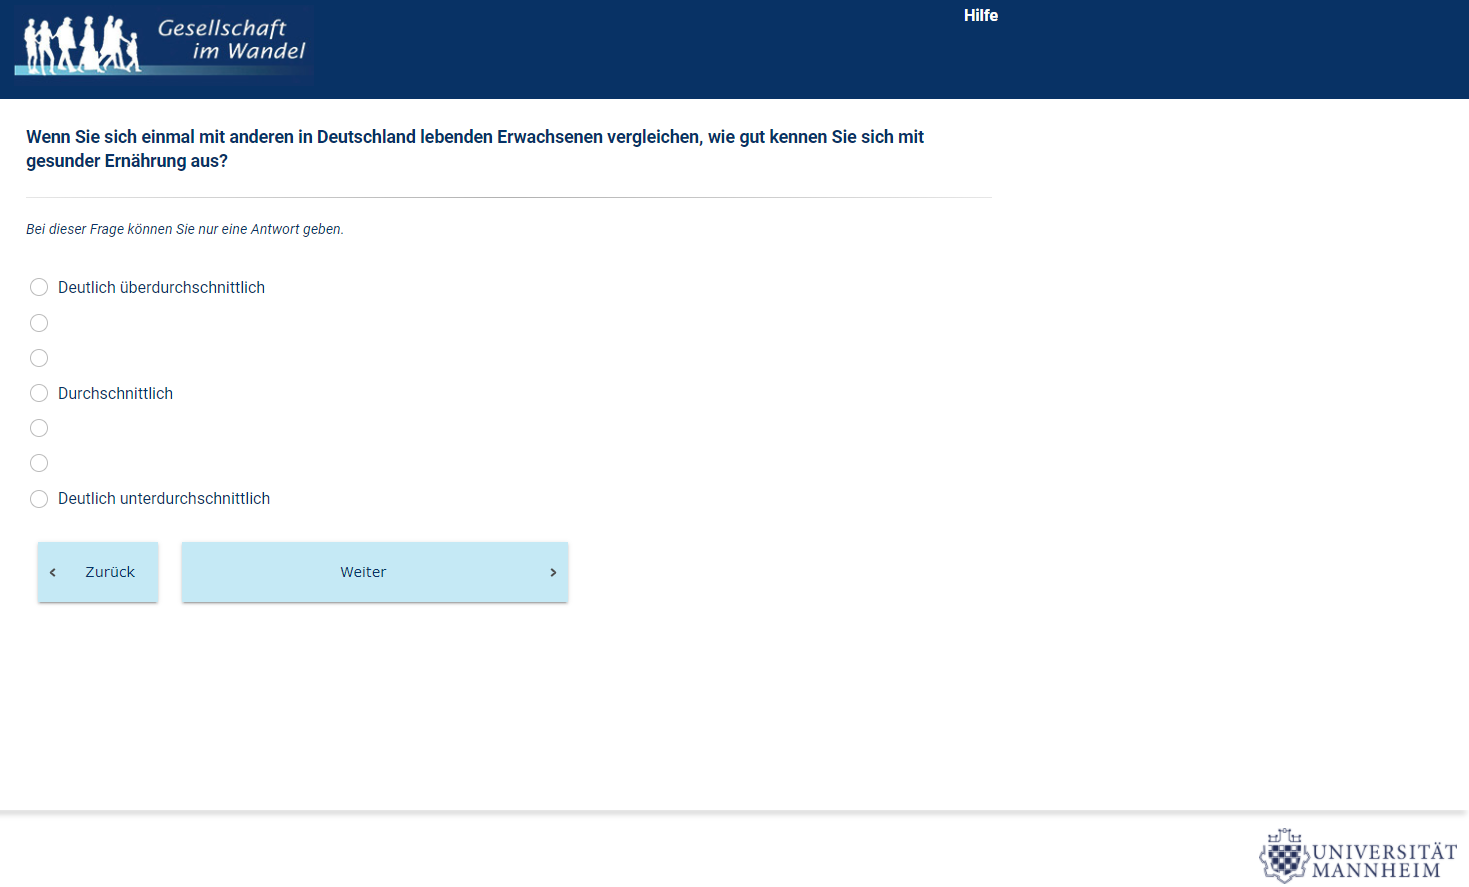 Gesellschaft
im Wandel
Hilfe
Wenn Sie sich einmal mit anderen in Deutschland lebenden Erwachsenen vergleichen, wie gut kennen Sie sich mit
gesunder Ernährung aus?
Bei dieser Frage können Sie nur eine Antwort geben.
Deutlich überdurchschnittlich
Durchschnittlich
Deutlich unterdurchschnittlich
Zurück
Weiter
UNIVERSITÄT
MANNHEIM